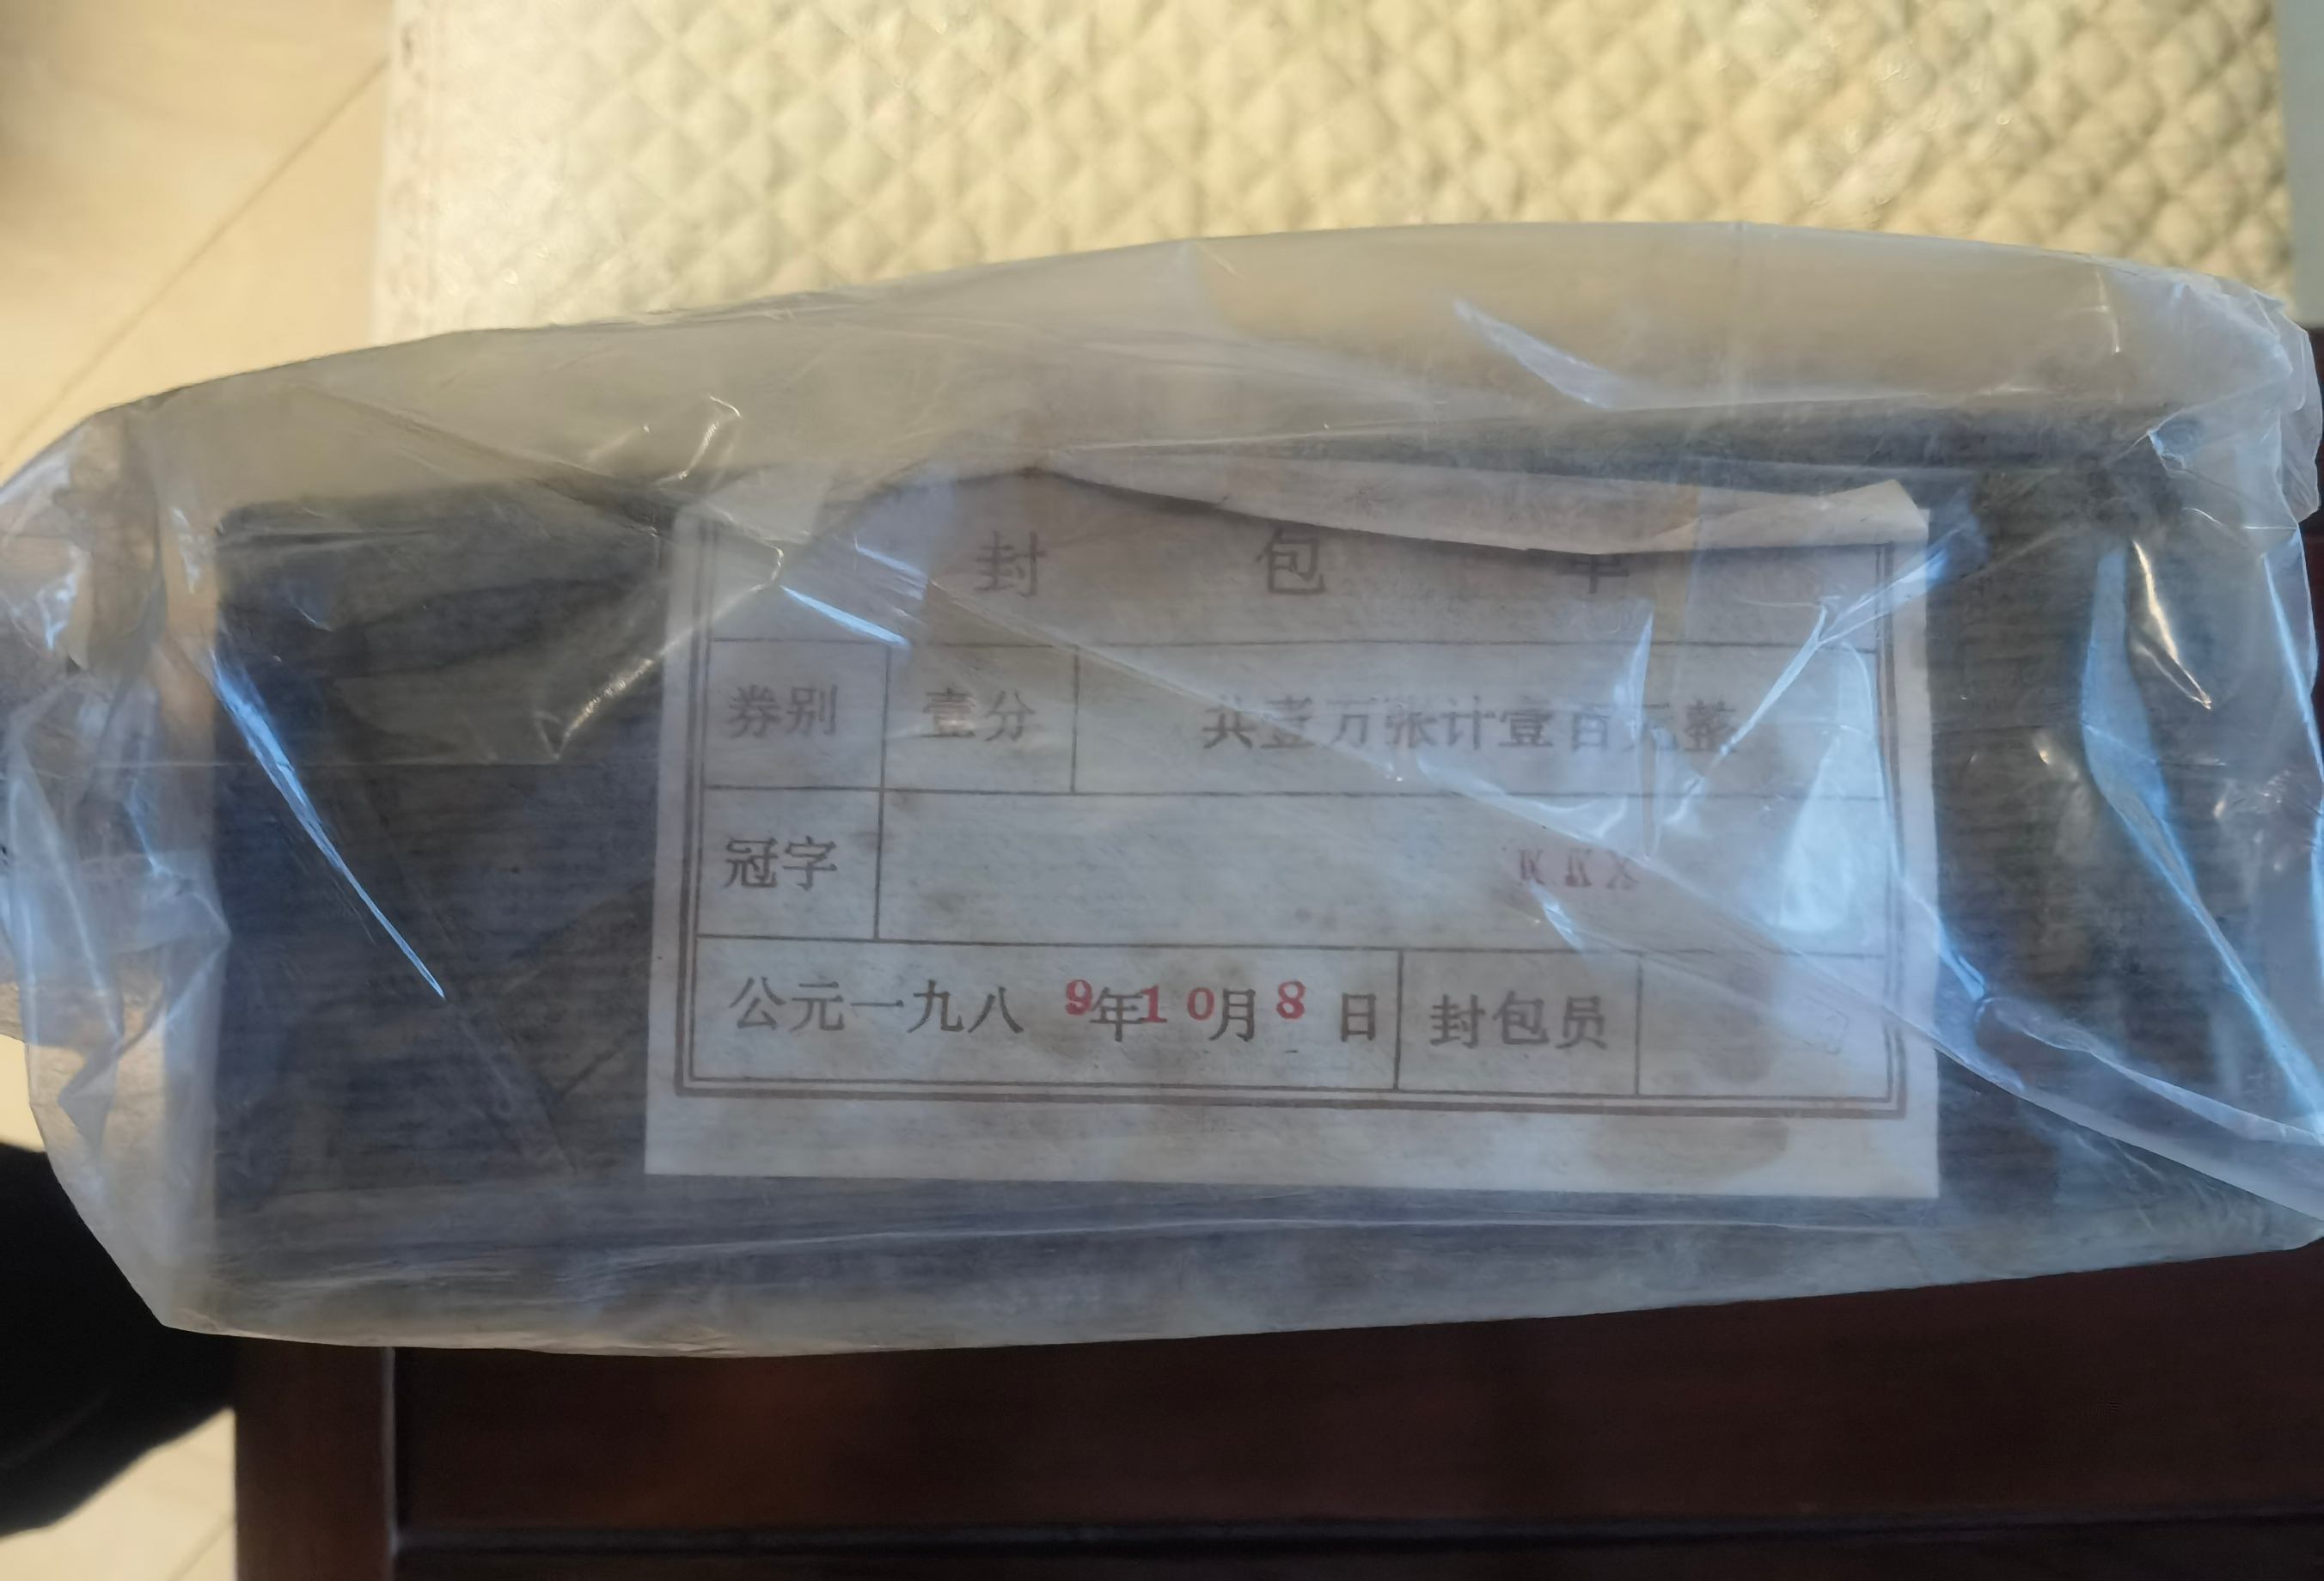 封 包 单
券别 壹分 共壹万张计壹百元整
冠字
公元一九八 9年10月8日 封包员